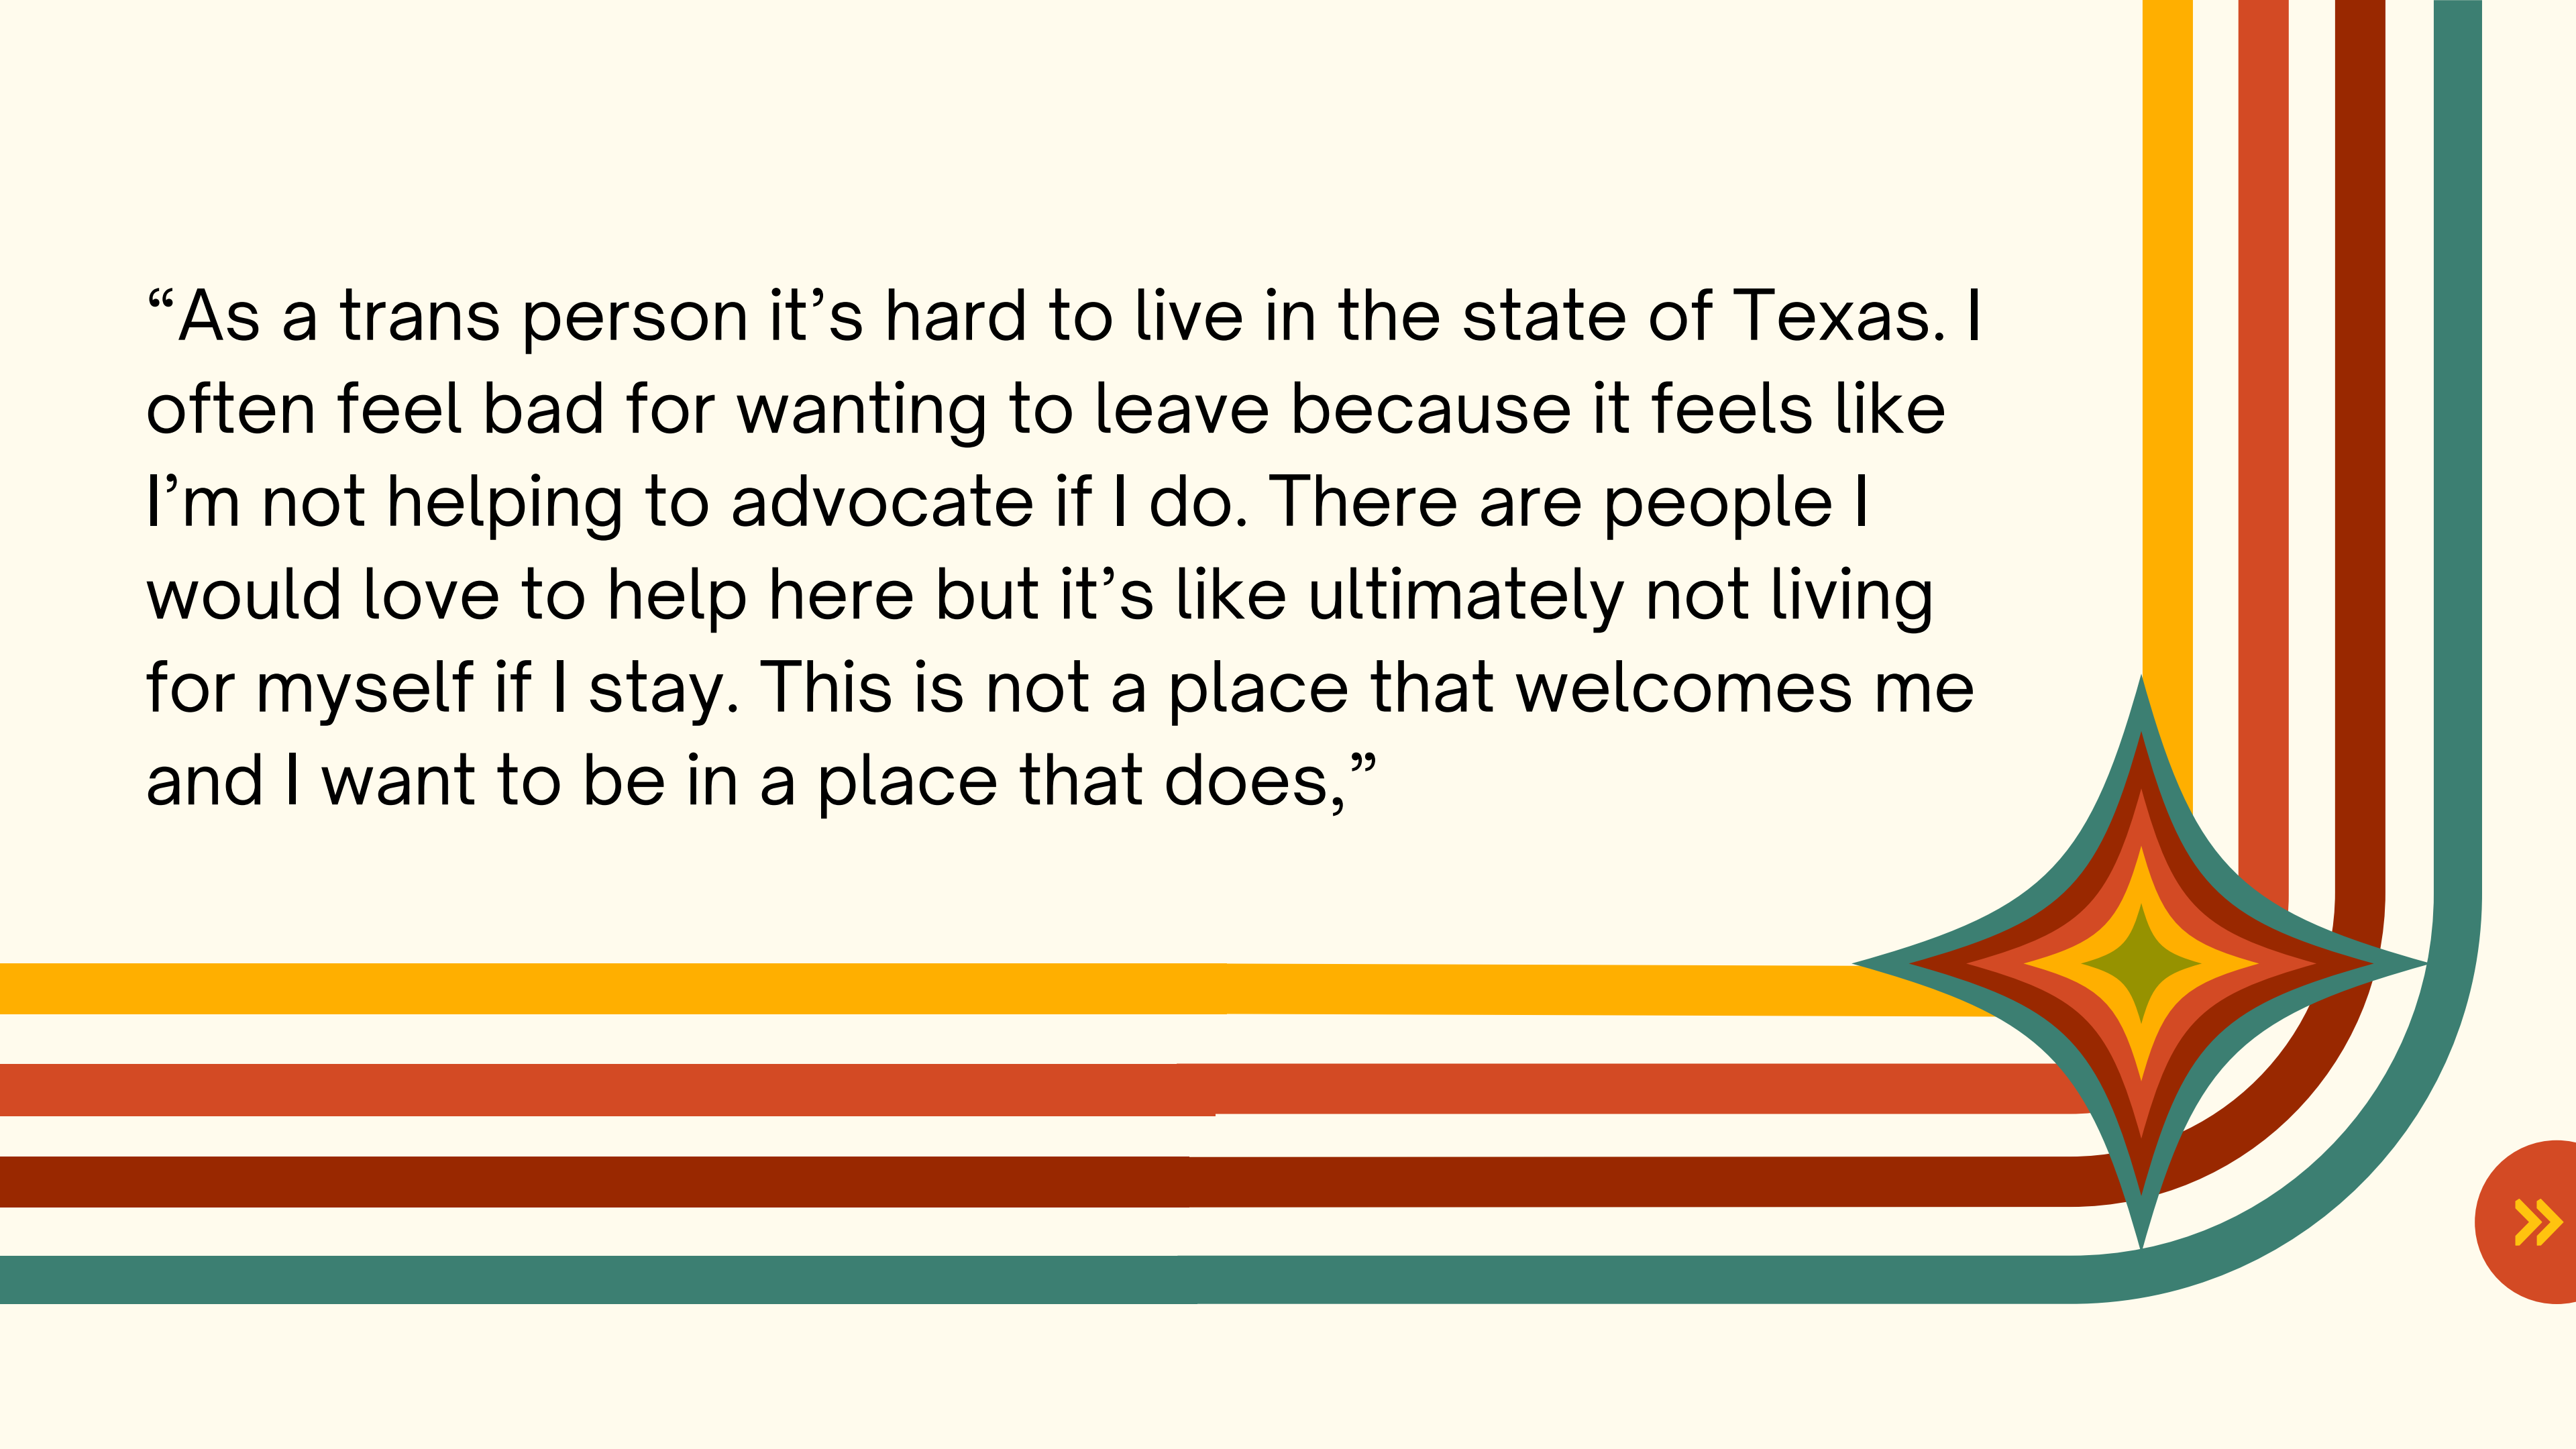 “As a trans person it’s hard to live in the state of Texas. I
often feel bad for wanting to leave because it feels like
I’m not helping to advocate if I do. There are people I
would love to help here but it’s like ultimately not living
for myself if I stay. This is not a place that welcomes me
and I want to be in a place that does,”